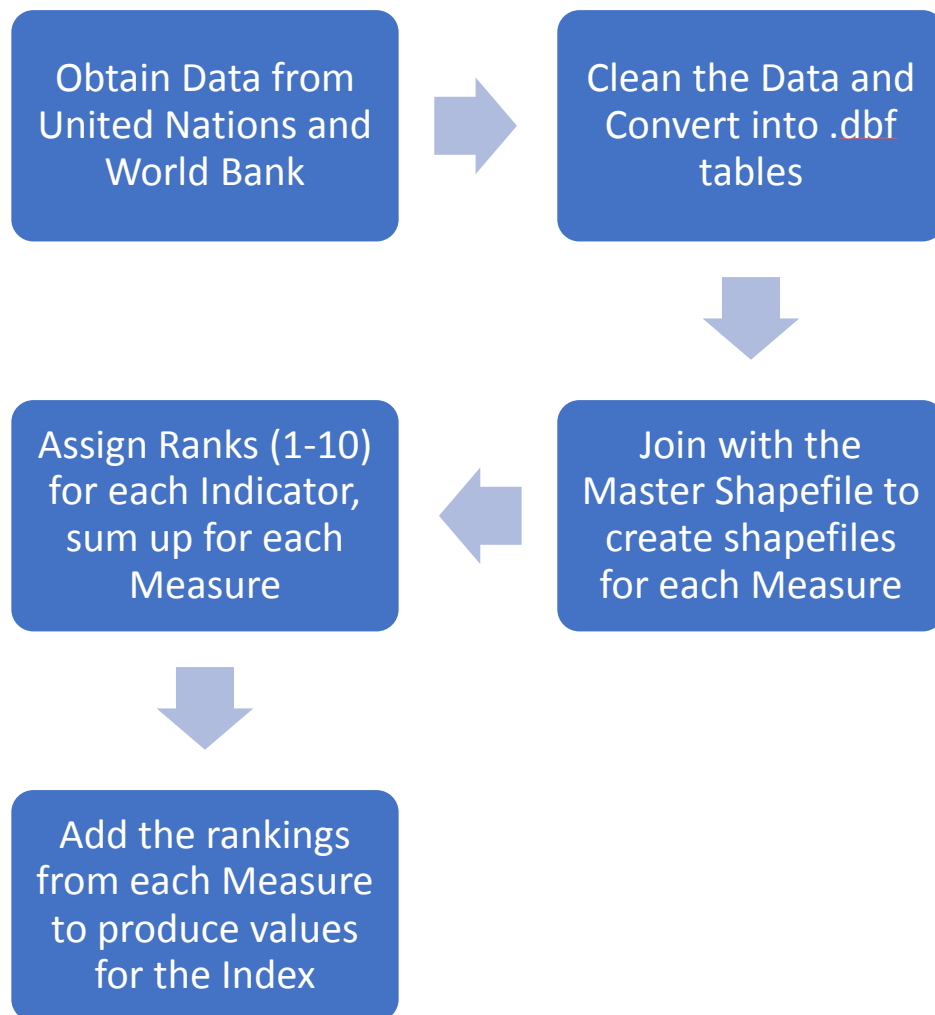 Obtain Data from
United Nations and
World Bank
Clean the Data and
Convert into .dbf
tables
Join with the
Master Shapefile to
create shapefiles
for each Measure
Assign Ranks (1-10)
for each Indicator,
sum up for each
Measure
Add the rankings
from each Measure
to produce values
for the Index